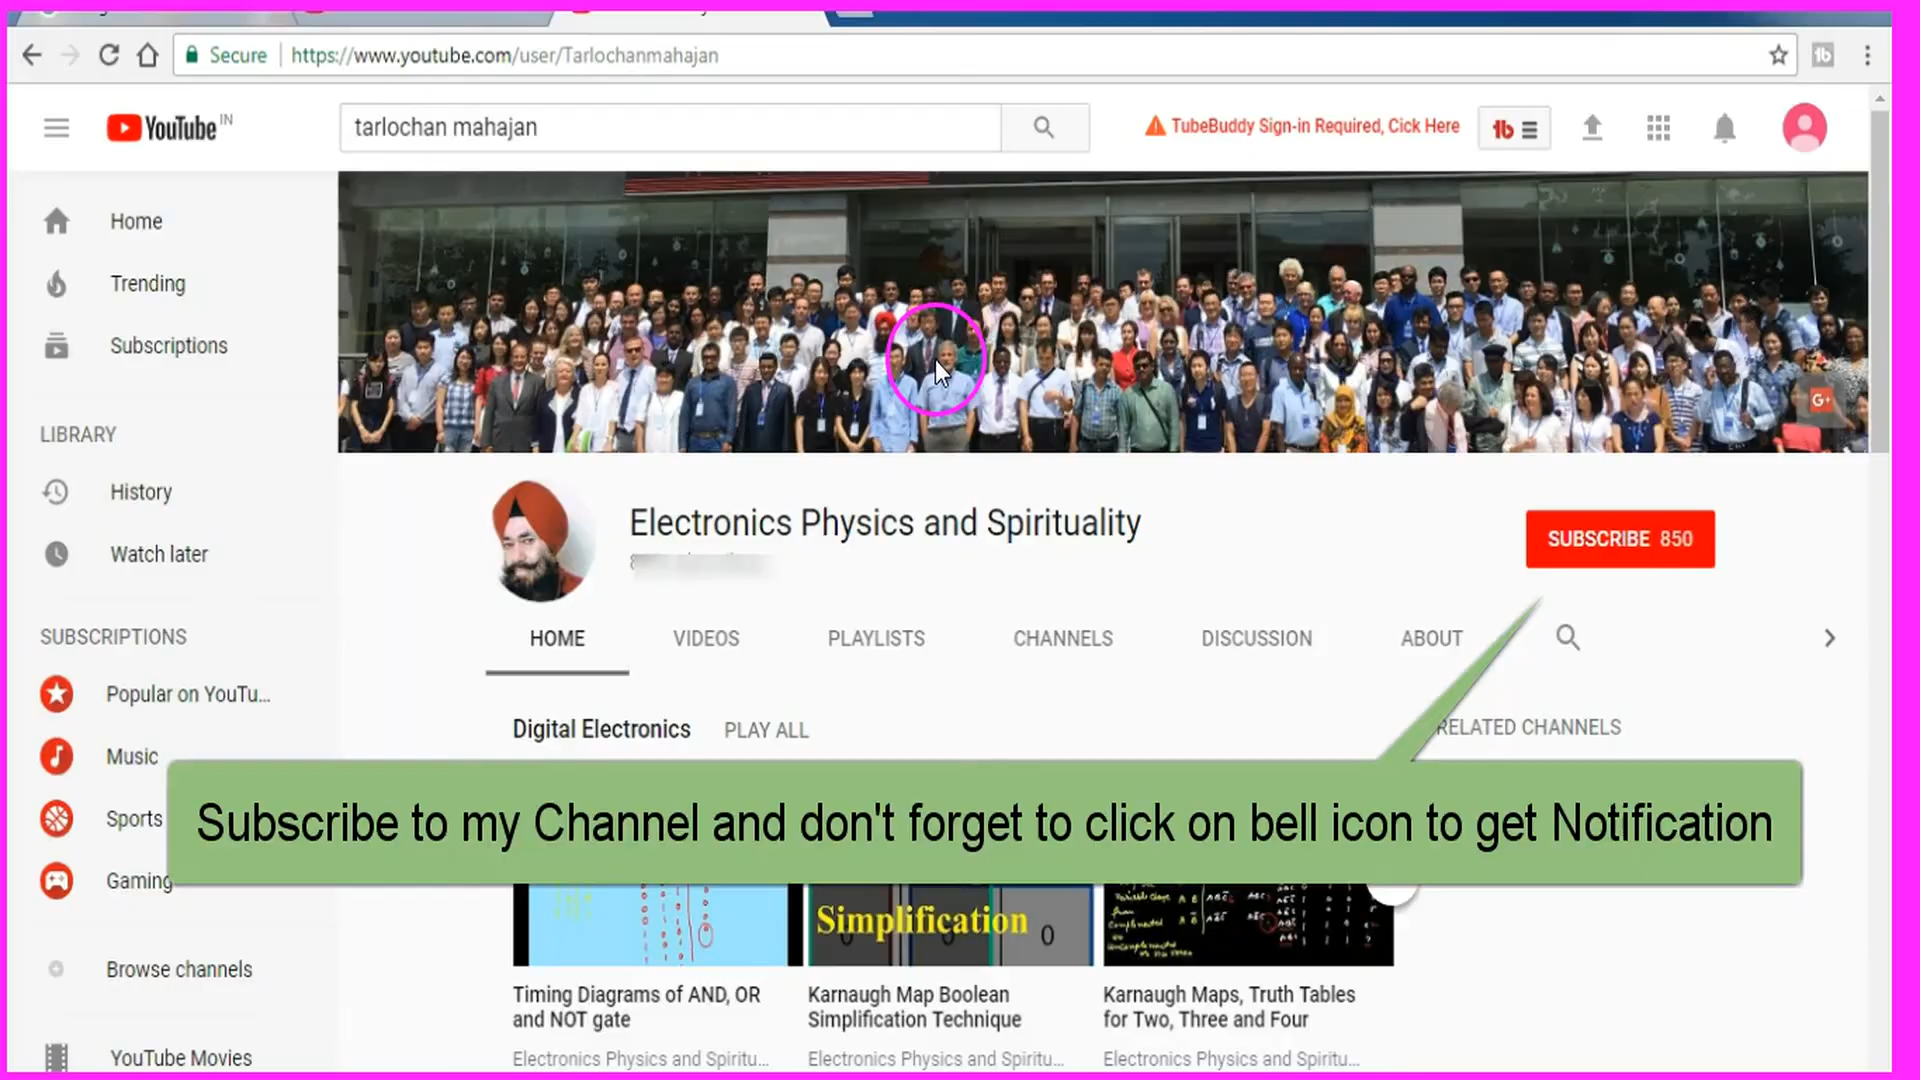 Secure https://www.youtube.com/user/Tarlochanmahajan
YouTube IN
tarlochan mahajan
TubeBuddy Sign-in Required, Cick Here
Home
Trending
Subscriptions
LIBRARY
History
Watch later
SUBSCRIPTIONS
Popular on YouTu...
Music
Sports
Gaming
Browse channels
YouTube Movies
G+
Electronics Physics and Spirituality
SUBSCRIBE 850
HOME VIDEOS PLAYLISTS CHANNELS DISCUSSION ABOUT
Digital Electronics PLAY ALL
RELATED CHANNELS
Subscribe to my Channel and don't forget to click on bell icon to get Notification
Simplification
0
Timing Diagrams of AND, OR
and NOT gate
Electronics Physics and Spiritu...
Karnaugh Map Boolean
Simplification Technique
Electronics Physics and Spiritu...
Karnaugh Maps, Truth Tables
for Two, Three and Four
Electronics Physics and Spiritu...